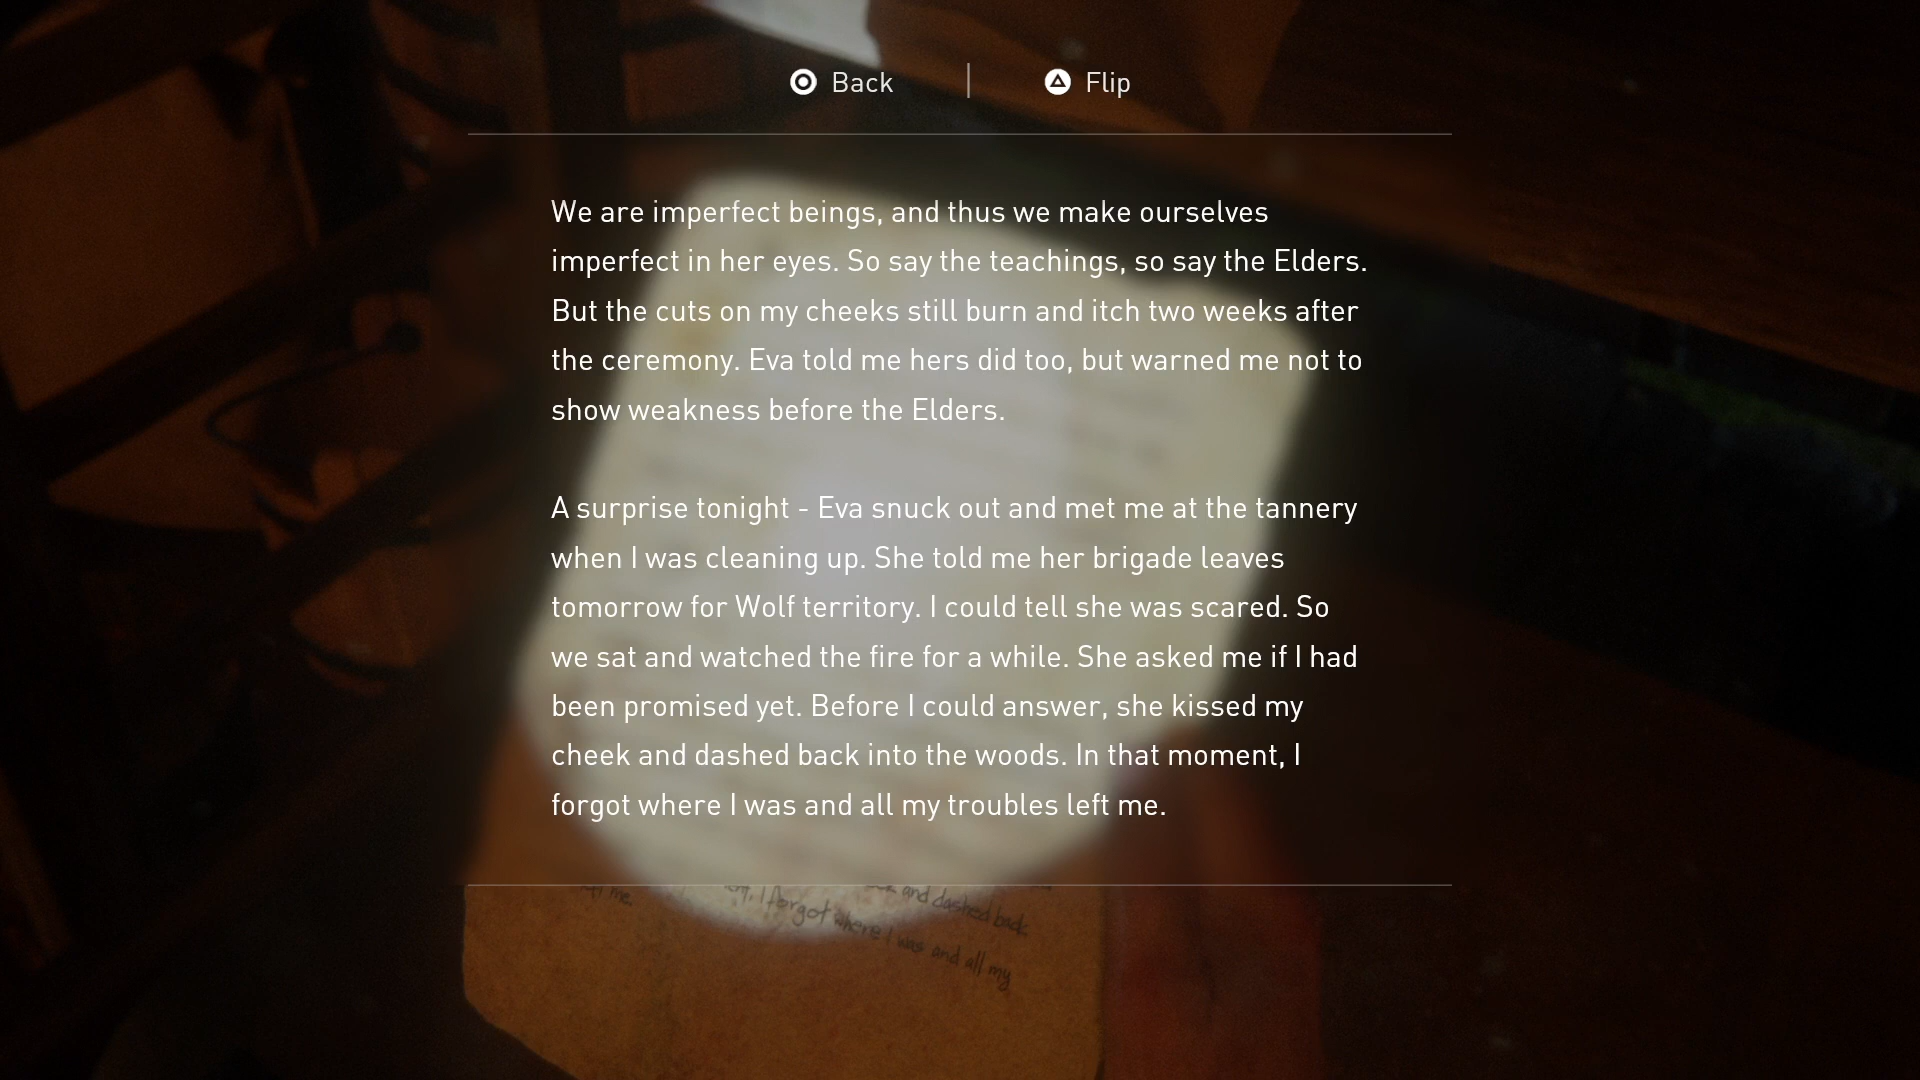 Back | Flip
We are imperfect beings, and thus we make ourselves
imperfect in her eyes. So say the teachings, so say the Elders.
But the cuts on my cheeks still burn and itch two weeks after
the ceremony. Eva told me hers did too, but warned me not to
show weakness before the Elders.
A surprise tonight - Eva snuck out and met me at the tannery
when I was cleaning up. She told me her brigade leaves
tomorrow for Wolf territory. I could tell she was scared. So
we sat and watched the fire for a while. She asked me if I had
been promised yet. Before I could answer, she kissed my
cheek and dashed back into the woods. In that moment, I
forgot where I was and all my troubles left me.
and dashed back
I forgot where I was and all my
me.